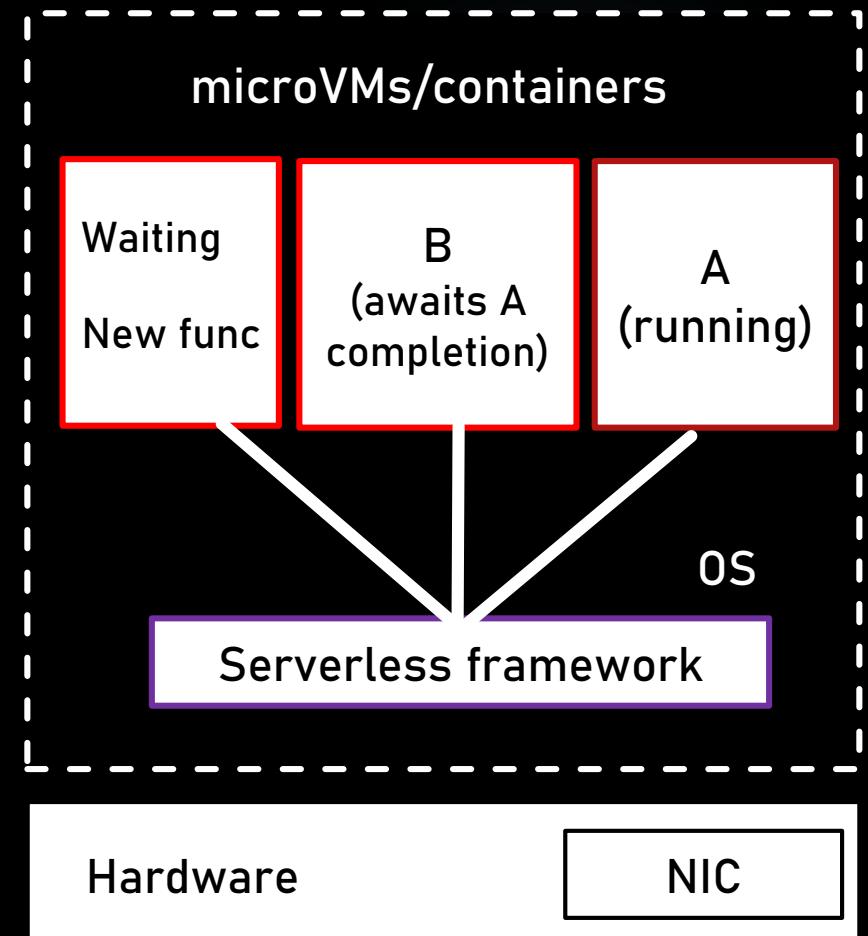 microVMs/containers
Waiting
New func
B
(awaits A
completion)
A
(running)
OS
Serverless framework
Hardware
NIC